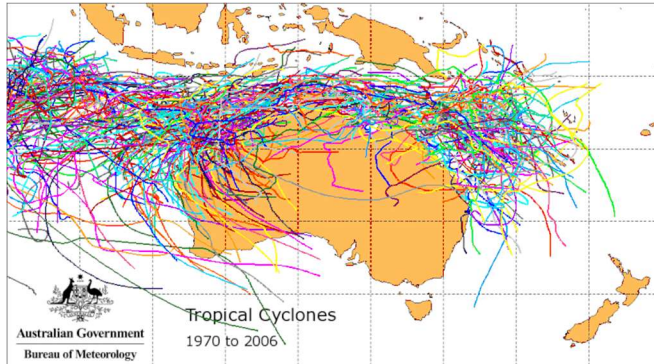 Tropical Cyclones
1970 to 2006
Australian Government
Bureau of Meteorology